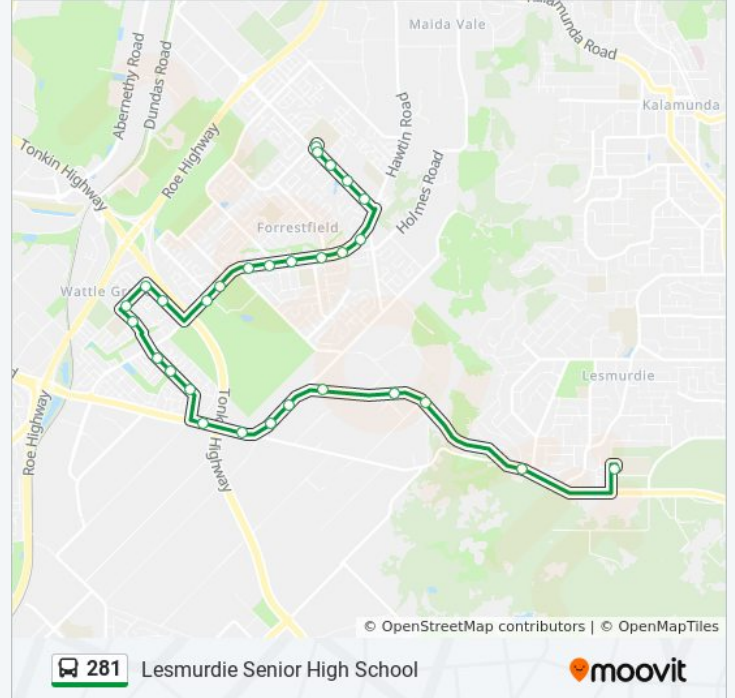 Maida Vale
Kalamunda Road
Kalamunda
Abernethy Road
Dundas Road
Tonkin Highway
Roe Highway
Hawtin Road
Holmes Road
Forrestfield
Wattle Gr
Lesmurdie
Roe Highway
Tonk
Highway
© OpenStreetMap contributors | © OpenMapTiles
281 Lesmurdie Senior High School
moovit